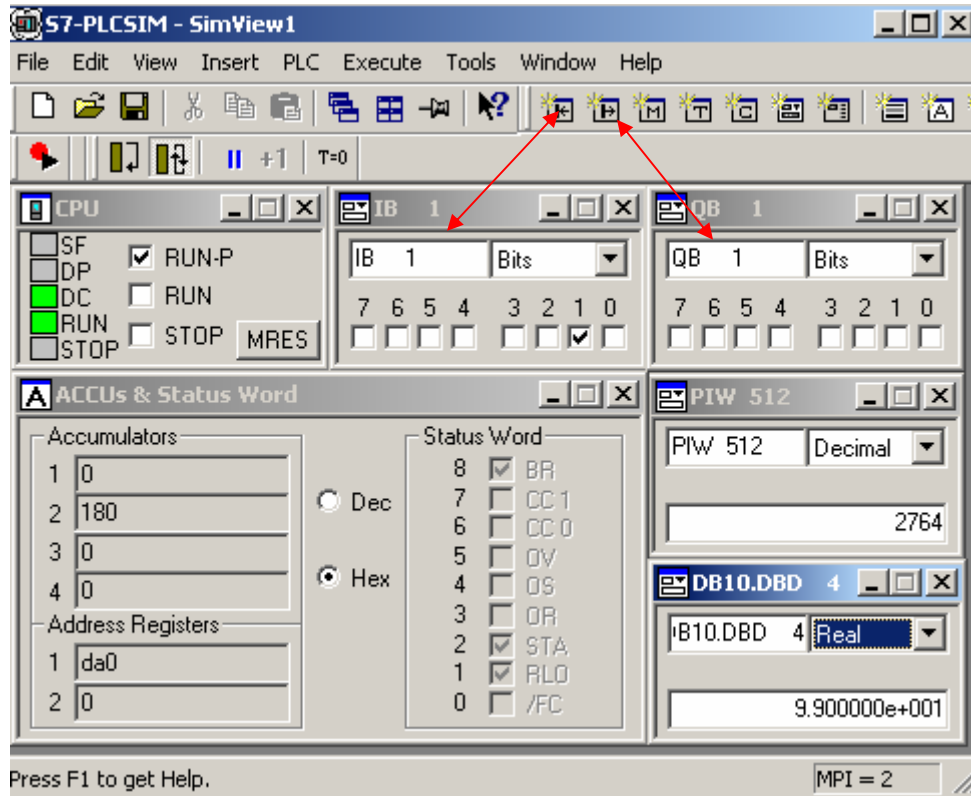 S7-PLCSIM - SimView1
File Edit View Insert PLC Execute Tools Window Help
+1 T=0
CPU
SF
DP
DC
RUN
STOP
RUN-P
RUN
STOP
MRES
IB 1
IB 1 Bits
7 6 5 4 3 2 1 0
QB 1
QB 1 Bits
7 6 5 4 3 2 1 0
ACCUs & Status Word
Accumulators
1 0
2 180
3 0
4 0
Address Registers
1 da0
2 0
Dec
Hex
Status Word
8 BR
7 CC 1
6 CC 0
5 OV
4 OS
3 OR
2 STA
1 RLO
0 /FC
PIW 512
PIW 512 Decimal
2764
DB10.DBD 4
B10.DBD 4 Real
9.900000e+001
Press F1 to get Help.
MPI = 2